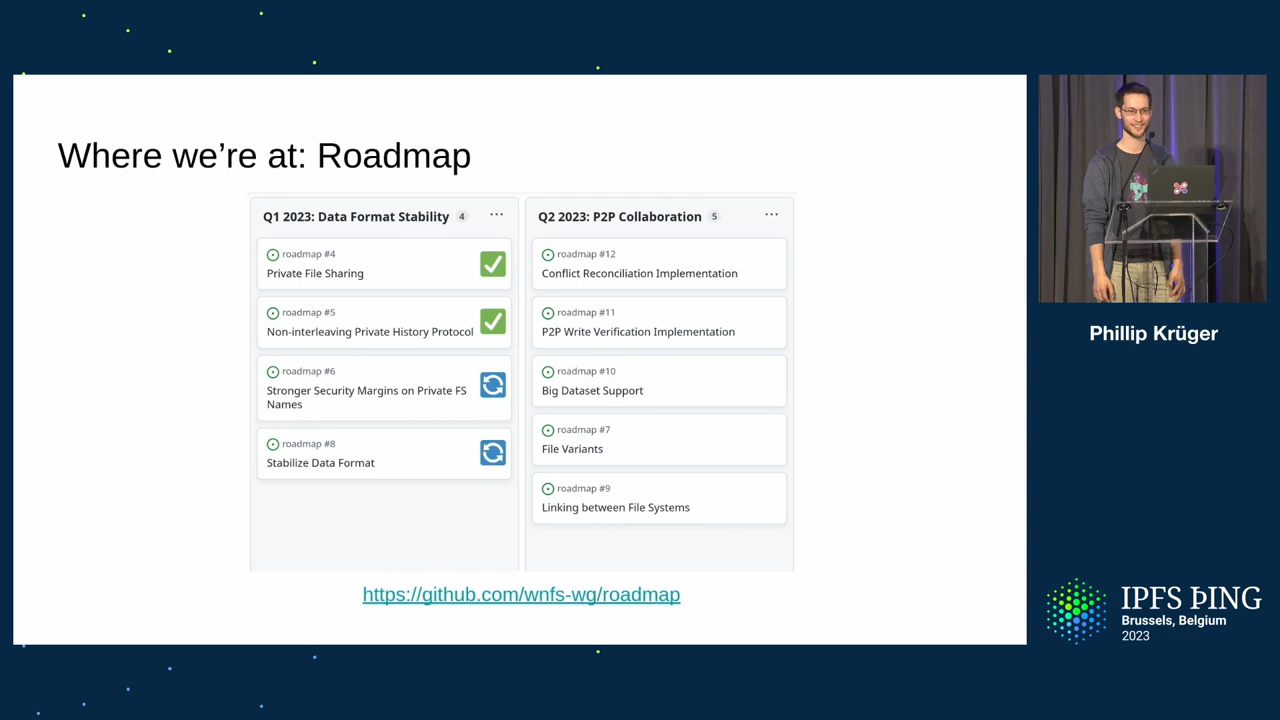 Where we’re at: Roadmap
Q1 2023: Data Format Stability 4 ...
roadmap #4
Private File Sharing
roadmap #5
Non-interleaving Private History Protocol
roadmap #6
Stronger Security Margins on Private FS
Names
roadmap #8
Stabilize Data Format
Q2 2023: P2P Collaboration 5 ...
roadmap #12
Conflict Reconciliation Implementation
roadmap #11
P2P Write Verification Implementation
roadmap #10
Big Dataset Support
roadmap #7
File Variants
roadmap #9
Linking between File Systems
https://github.com/wnfs-wg/roadmap
Phillip Krüger
IPFS ÞING
Brussels, Belgium
2023